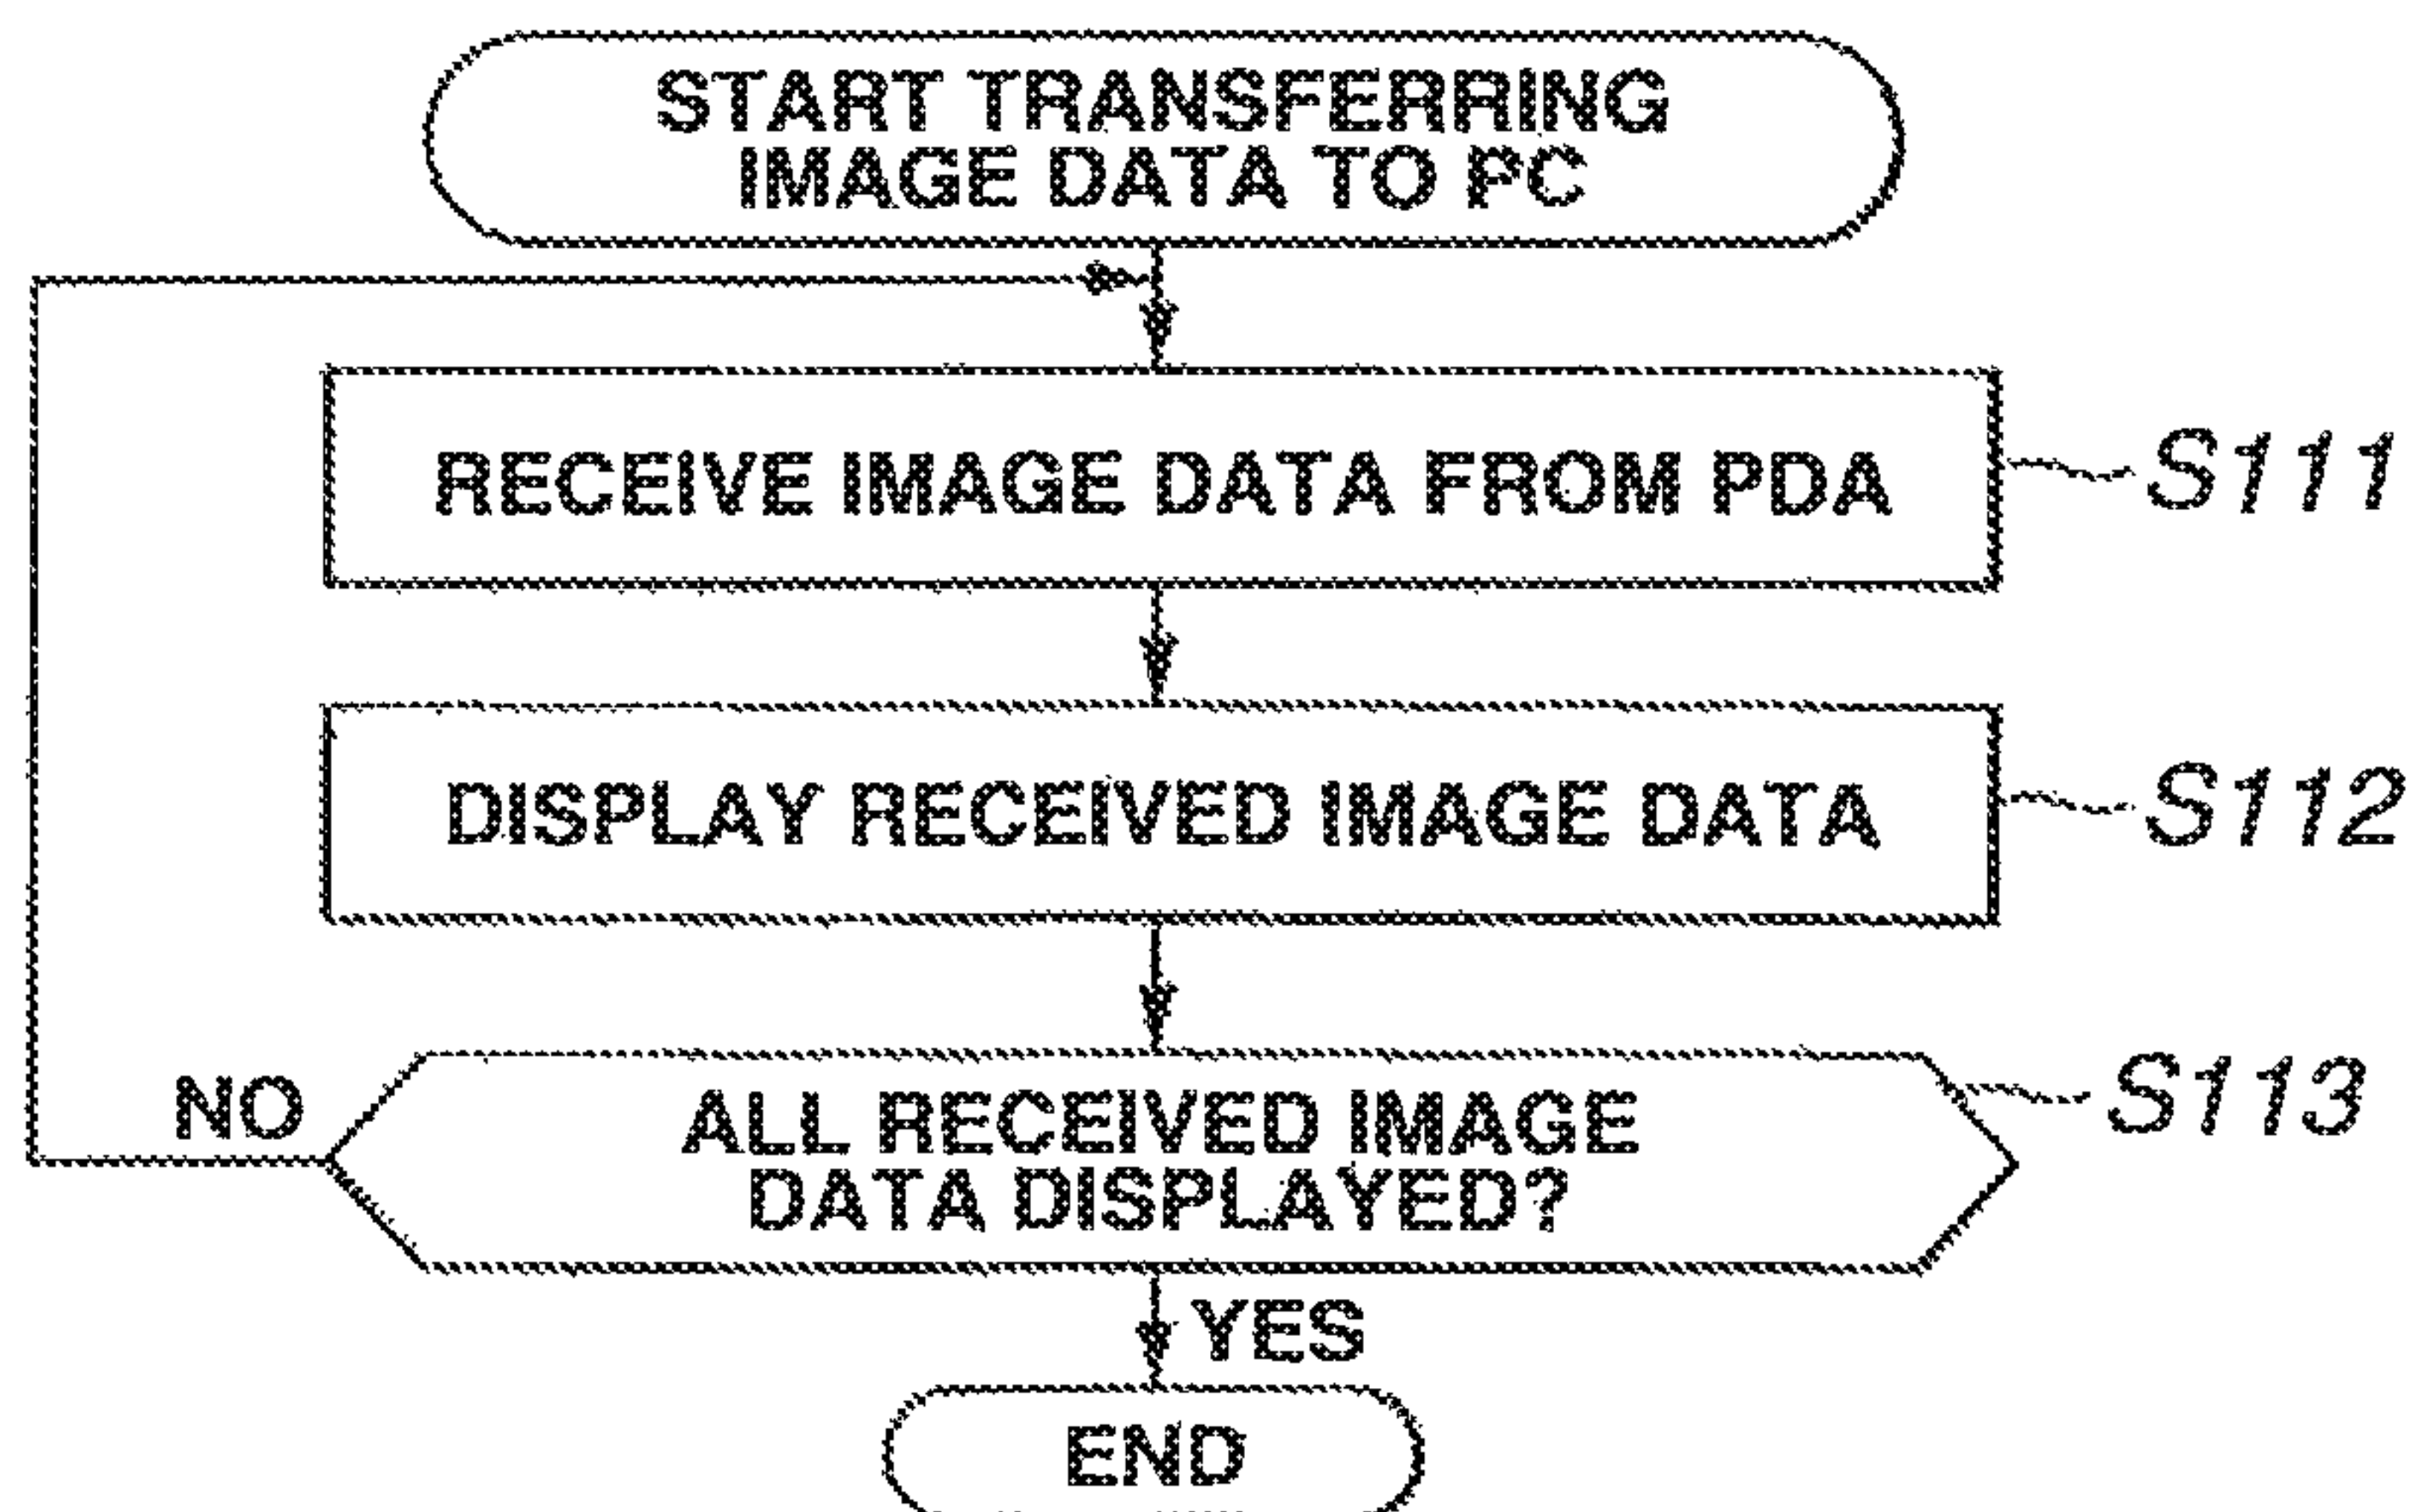 START TRANSFERRING
IMAGE DATA TO PC
RECEIVE IMAGE DATA FROM PDA
S111
DISPLAY RECEIVED IMAGE DATA
S112
NO
ALL RECEIVED IMAGE
DATA DISPLAYED?
S113
YES
END